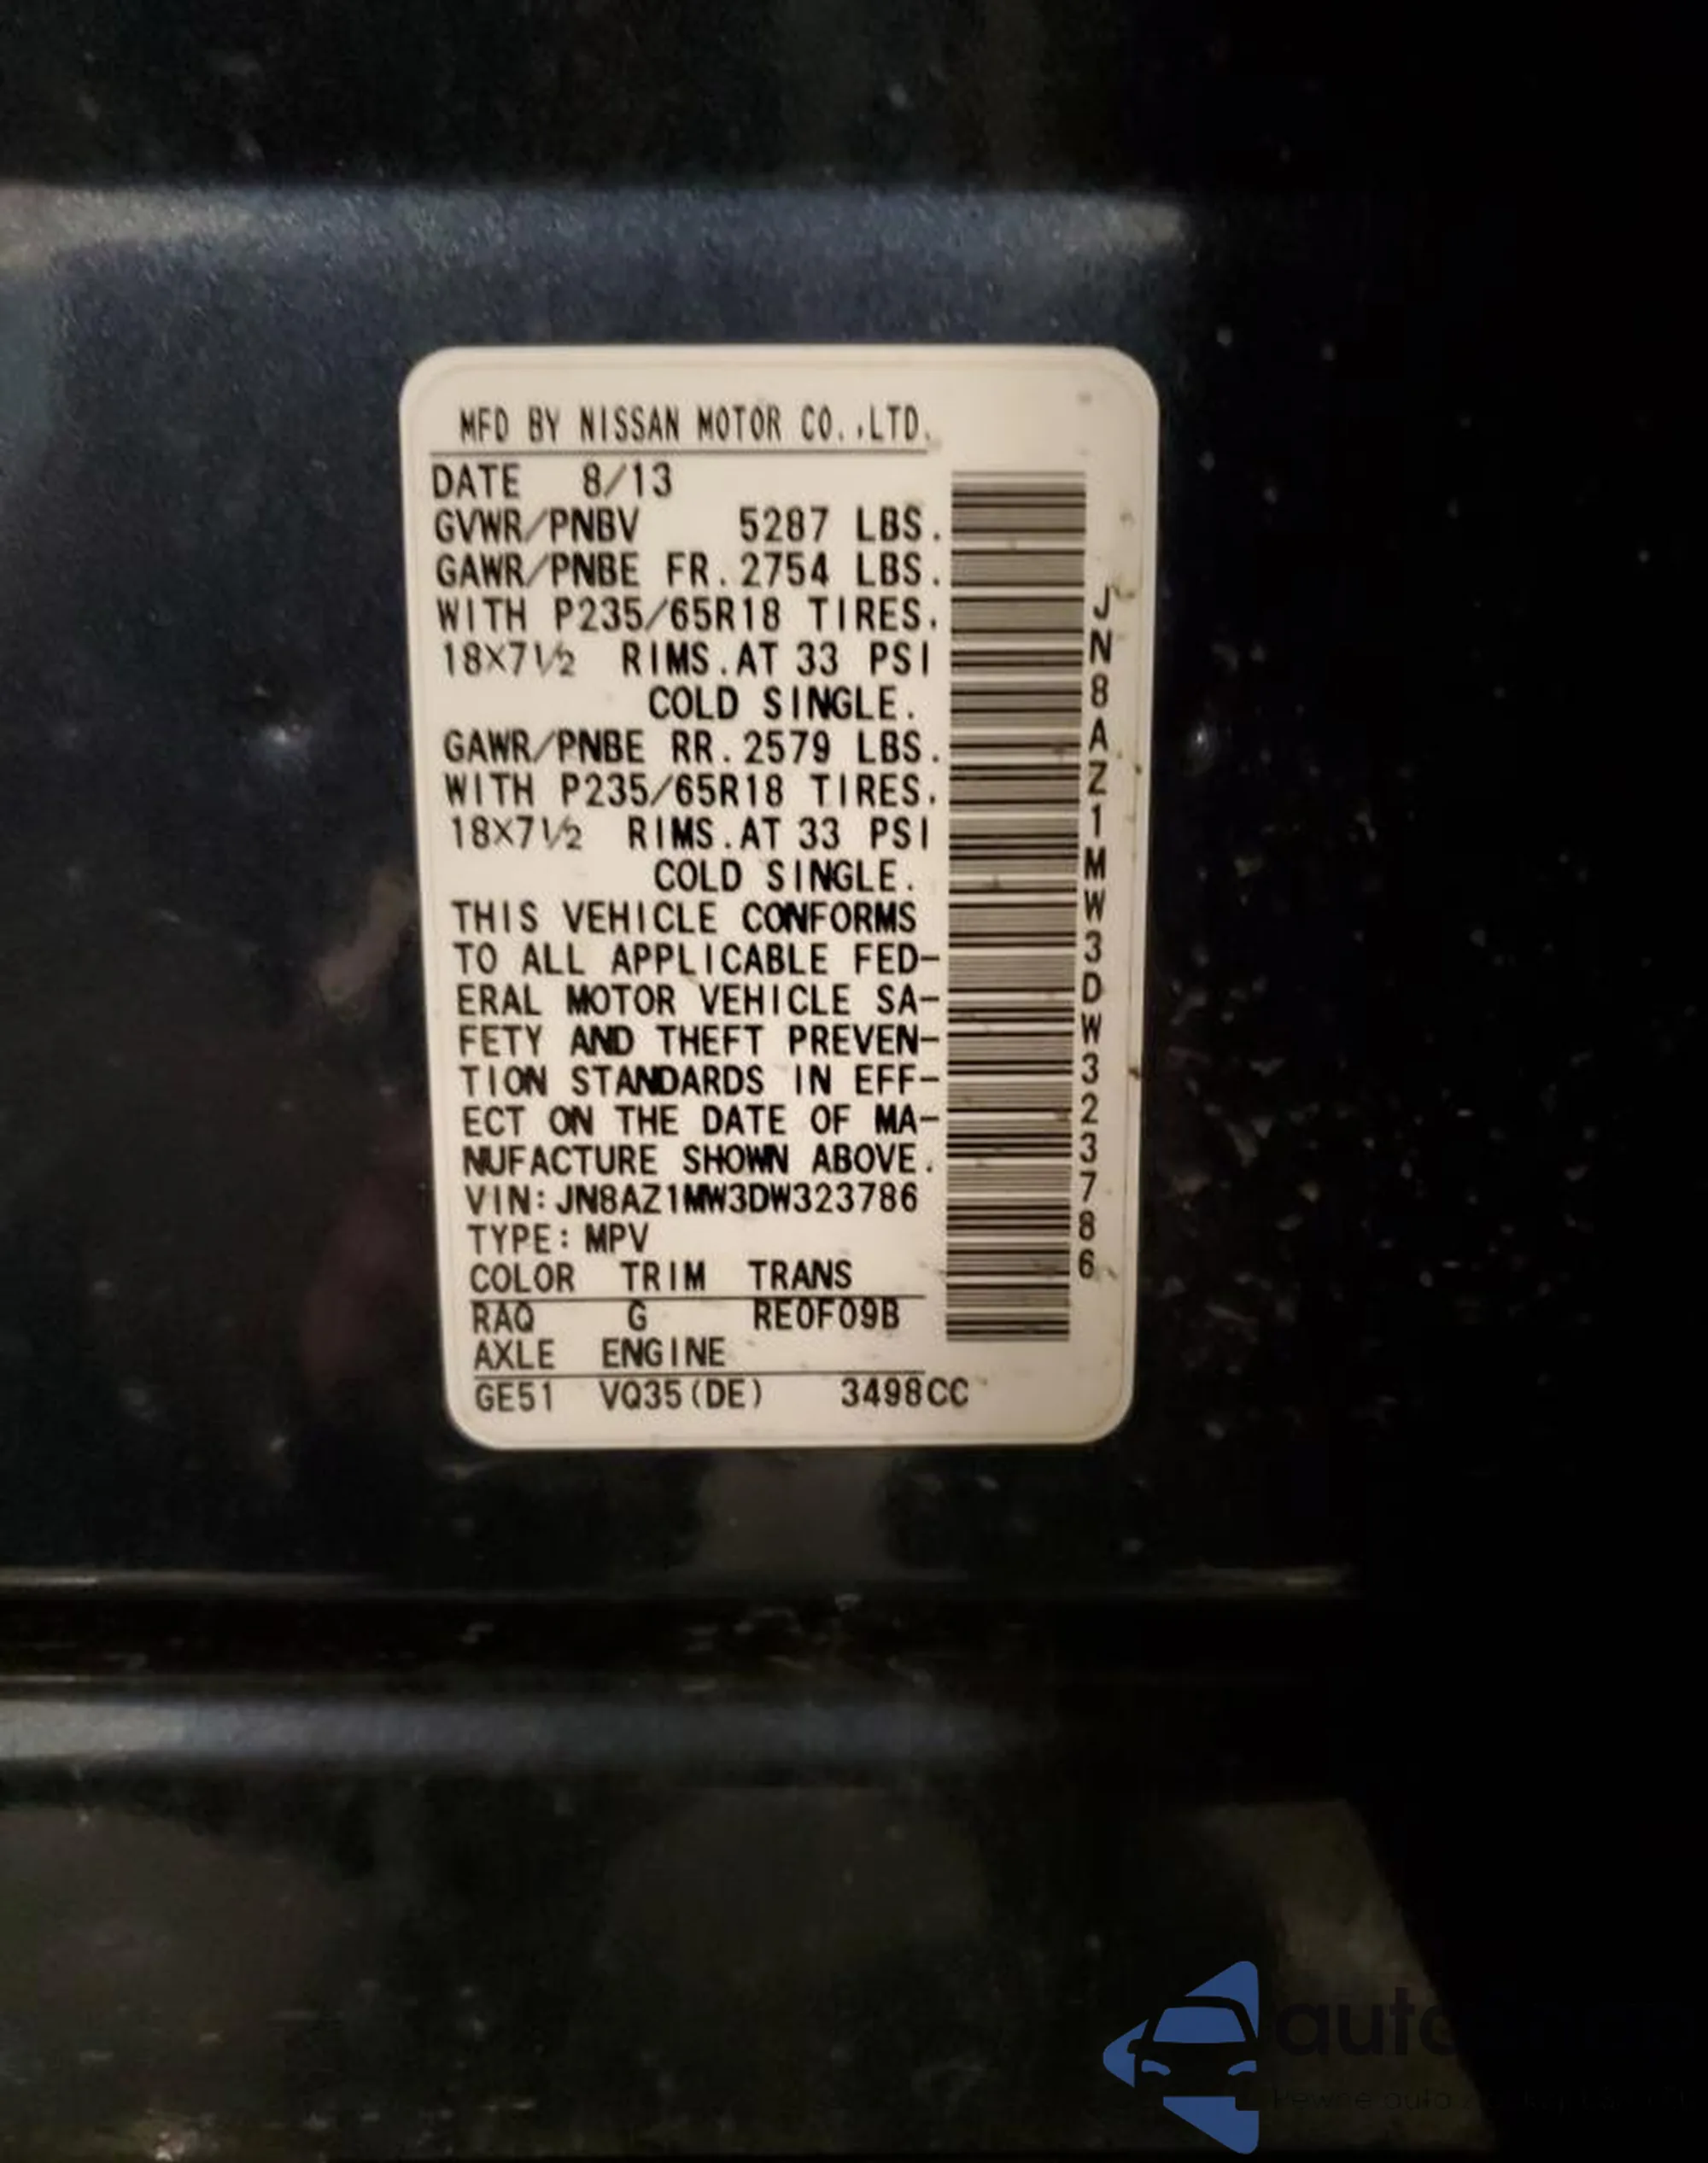 MFD BY NISSAN MOTOR CO.,LTD.
DATE 8/13
GVWR/PNBV 5287 LBS.
GAWR/PNBE FR.2754 LBS.
WITH P235/65R18 TIRES.
18X7½ RIMS.AT 33 PSI
COLD SINGLE.
GAWR/PNBE RR.2579 LBS.
WITH P235/65R18 TIRES.
18X7½ RIMS.AT 33 PSI
COLD SINGLE.
THIS VEHICLE CONFORMS
TO ALL APPLICABLE FED-
ERAL MOTOR VEHICLE SA-
FETY AND THEFT PREVEN-
TION STANDARDS IN EFF-
ECT ON THE DATE OF MA-
NUFACTURE SHOWN ABOVE.
VIN:JN8AZ1MW3DW323786
TYPE:MPV
COLOR TRIM TRANS
RAQ G RE0F09B
AXLE ENGINE
GE51 VQ35(DE) 3498CC
JN8AZ1MW3DW323786
Pewne auto